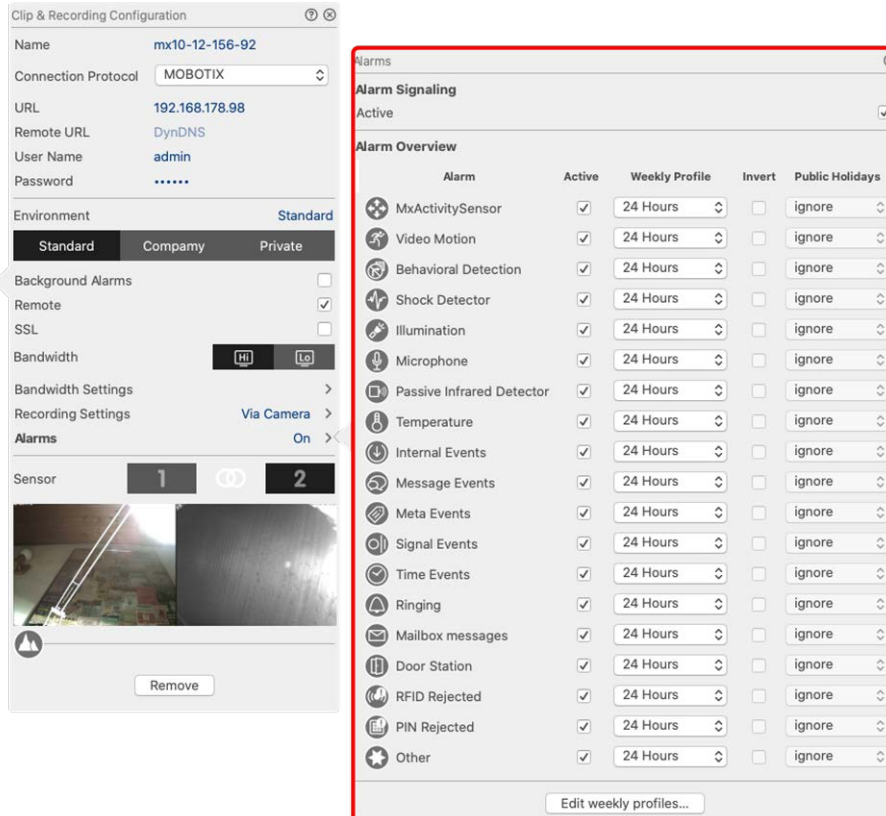 Clip & Recording Configuration
Name mx10-12-156-92
Connection Protocol MOBOTIX
URL 192.168.178.98
Remote URL DynDNS
User Name admin
Password ••••••
Environment Standard
Standard Compamy Private
Background Alarms
Remote
SSL
Bandwidth Hi Lo
Bandwidth Settings
Recording Settings Via Camera
Alarms On
Sensor 1 2
Remove
Alarms
Alarm Signaling
Active
Alarm Overview
Alarm Active Weekly Profile Invert Public Holidays
MxActivitySensor 24 Hours ignore
Video Motion 24 Hours ignore
Behavioral Detection 24 Hours ignore
Shock Detector 24 Hours ignore
Illumination 24 Hours ignore
Microphone 24 Hours ignore
Passive Infrared Detector 24 Hours ignore
Temperature 24 Hours ignore
Internal Events 24 Hours ignore
Message Events 24 Hours ignore
Meta Events 24 Hours ignore
Signal Events 24 Hours ignore
Time Events 24 Hours ignore
Ringing 24 Hours ignore
Mailbox messages 24 Hours ignore
Door Station 24 Hours ignore
RFID Rejected 24 Hours ignore
PIN Rejected 24 Hours ignore
Other 24 Hours ignore
Edit weekly profiles...